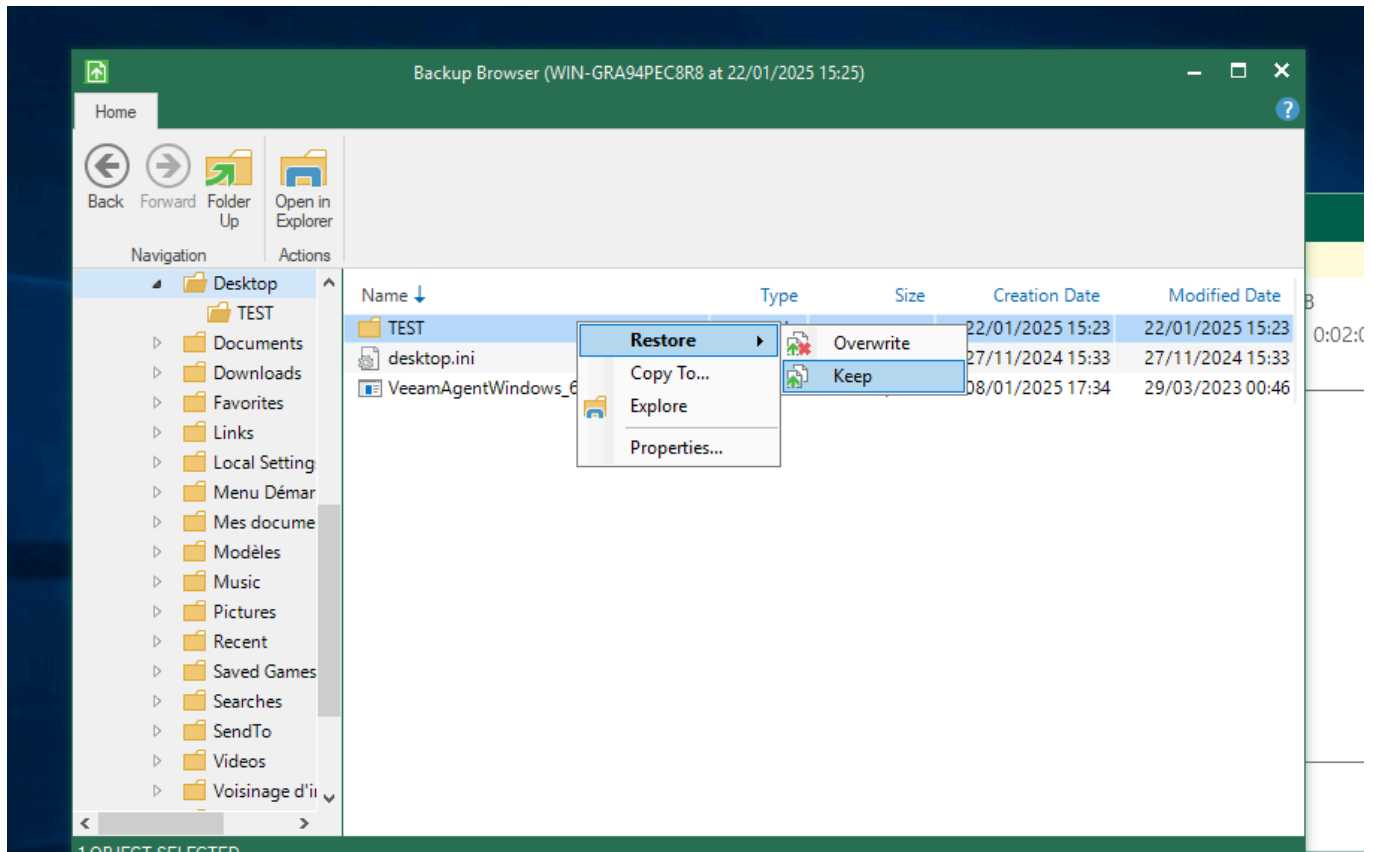 Backup Browser (WIN-GRA94PEC8R8 at 22/01/2025 15:25)
Home
Back Forward Folder Up Open in Explorer
Navigation Actions
Desktop
TEST
Documents
Downloads
Favorites
Links
Local Setting
Menu Démar
Mes docume
Modèles
Music
Pictures
Recent
Saved Games
Searches
SendTo
Videos
Voisinage d'i
Name Type Size Creation Date Modified Date
TEST 22/01/2025 15:23 22/01/2025 15:23
desktop.ini 27/11/2024 15:33 27/11/2024 15:33
VeeamAgentWindows_6 08/01/2025 17:34 29/03/2023 00:46
Restore
Copy To...
Explore
Properties...
Overwrite
Keep
1 OBJECT SELECTED